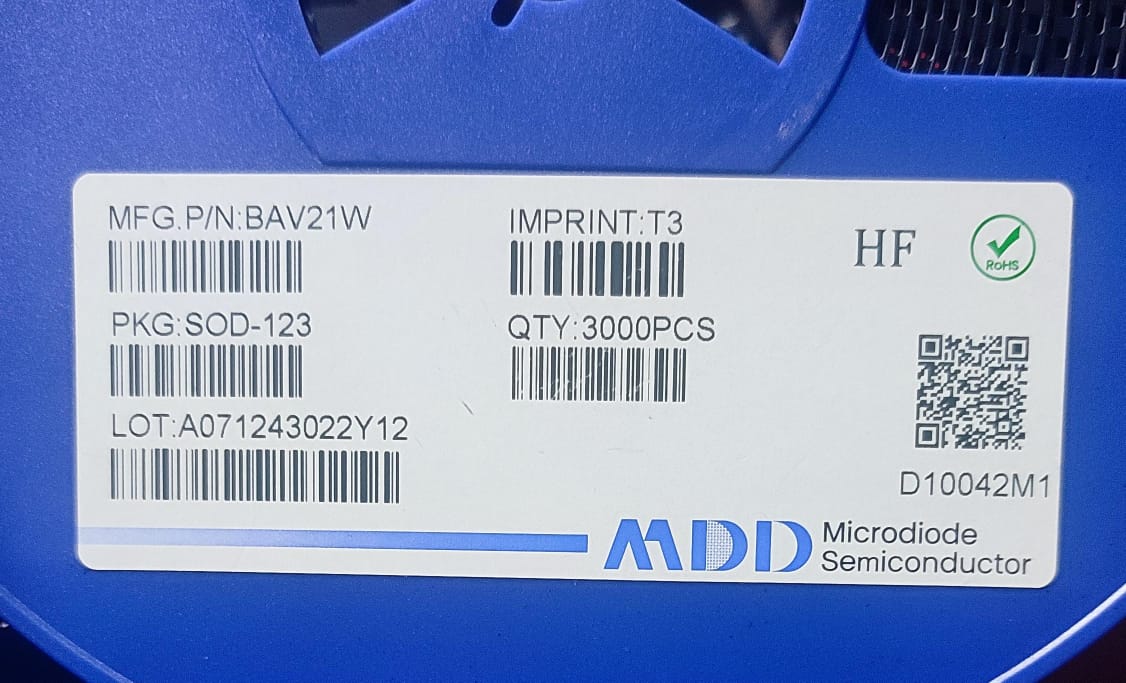 MFG.P/N:BAV21W
IMPRINT:T3
HF
RoHS
PKG:SOD-123
QTY:3000PCS
LOT:A071243022Y12
D10042M1
MDD
Microdiode
Semiconductor